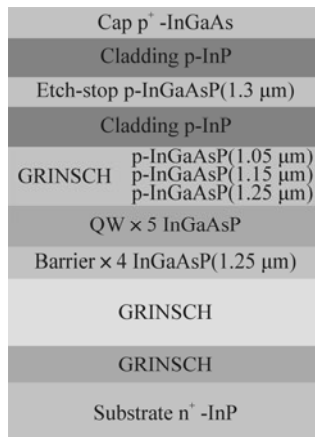 Cap p⁺ -InGaAs
Cladding p-InP
Etch-stop p-InGaAsP(1.3 μm)
Cladding p-InP
GRINSCH
p-InGaAsP(1.05 μm)
p-InGaAsP(1.15 μm)
p-InGaAsP(1.25 μm)
QW × 5 InGaAsP
Barrier × 4 InGaAsP(1.25 μm)
GRINSCH
GRINSCH
Substrate n⁺ -InP